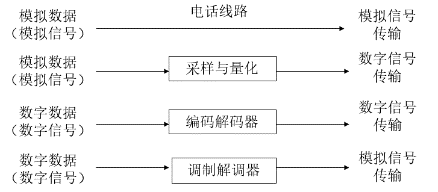 电话线路
模拟数据
（模拟信号）
模拟信号
传输
模拟数据
（模拟信号）
采样与量化
数字信号
传输
数字数据
（数字信号）
编码解码器
数字信号
传输
数字数据
（数字信号）
调制解调器
模拟信号
传输